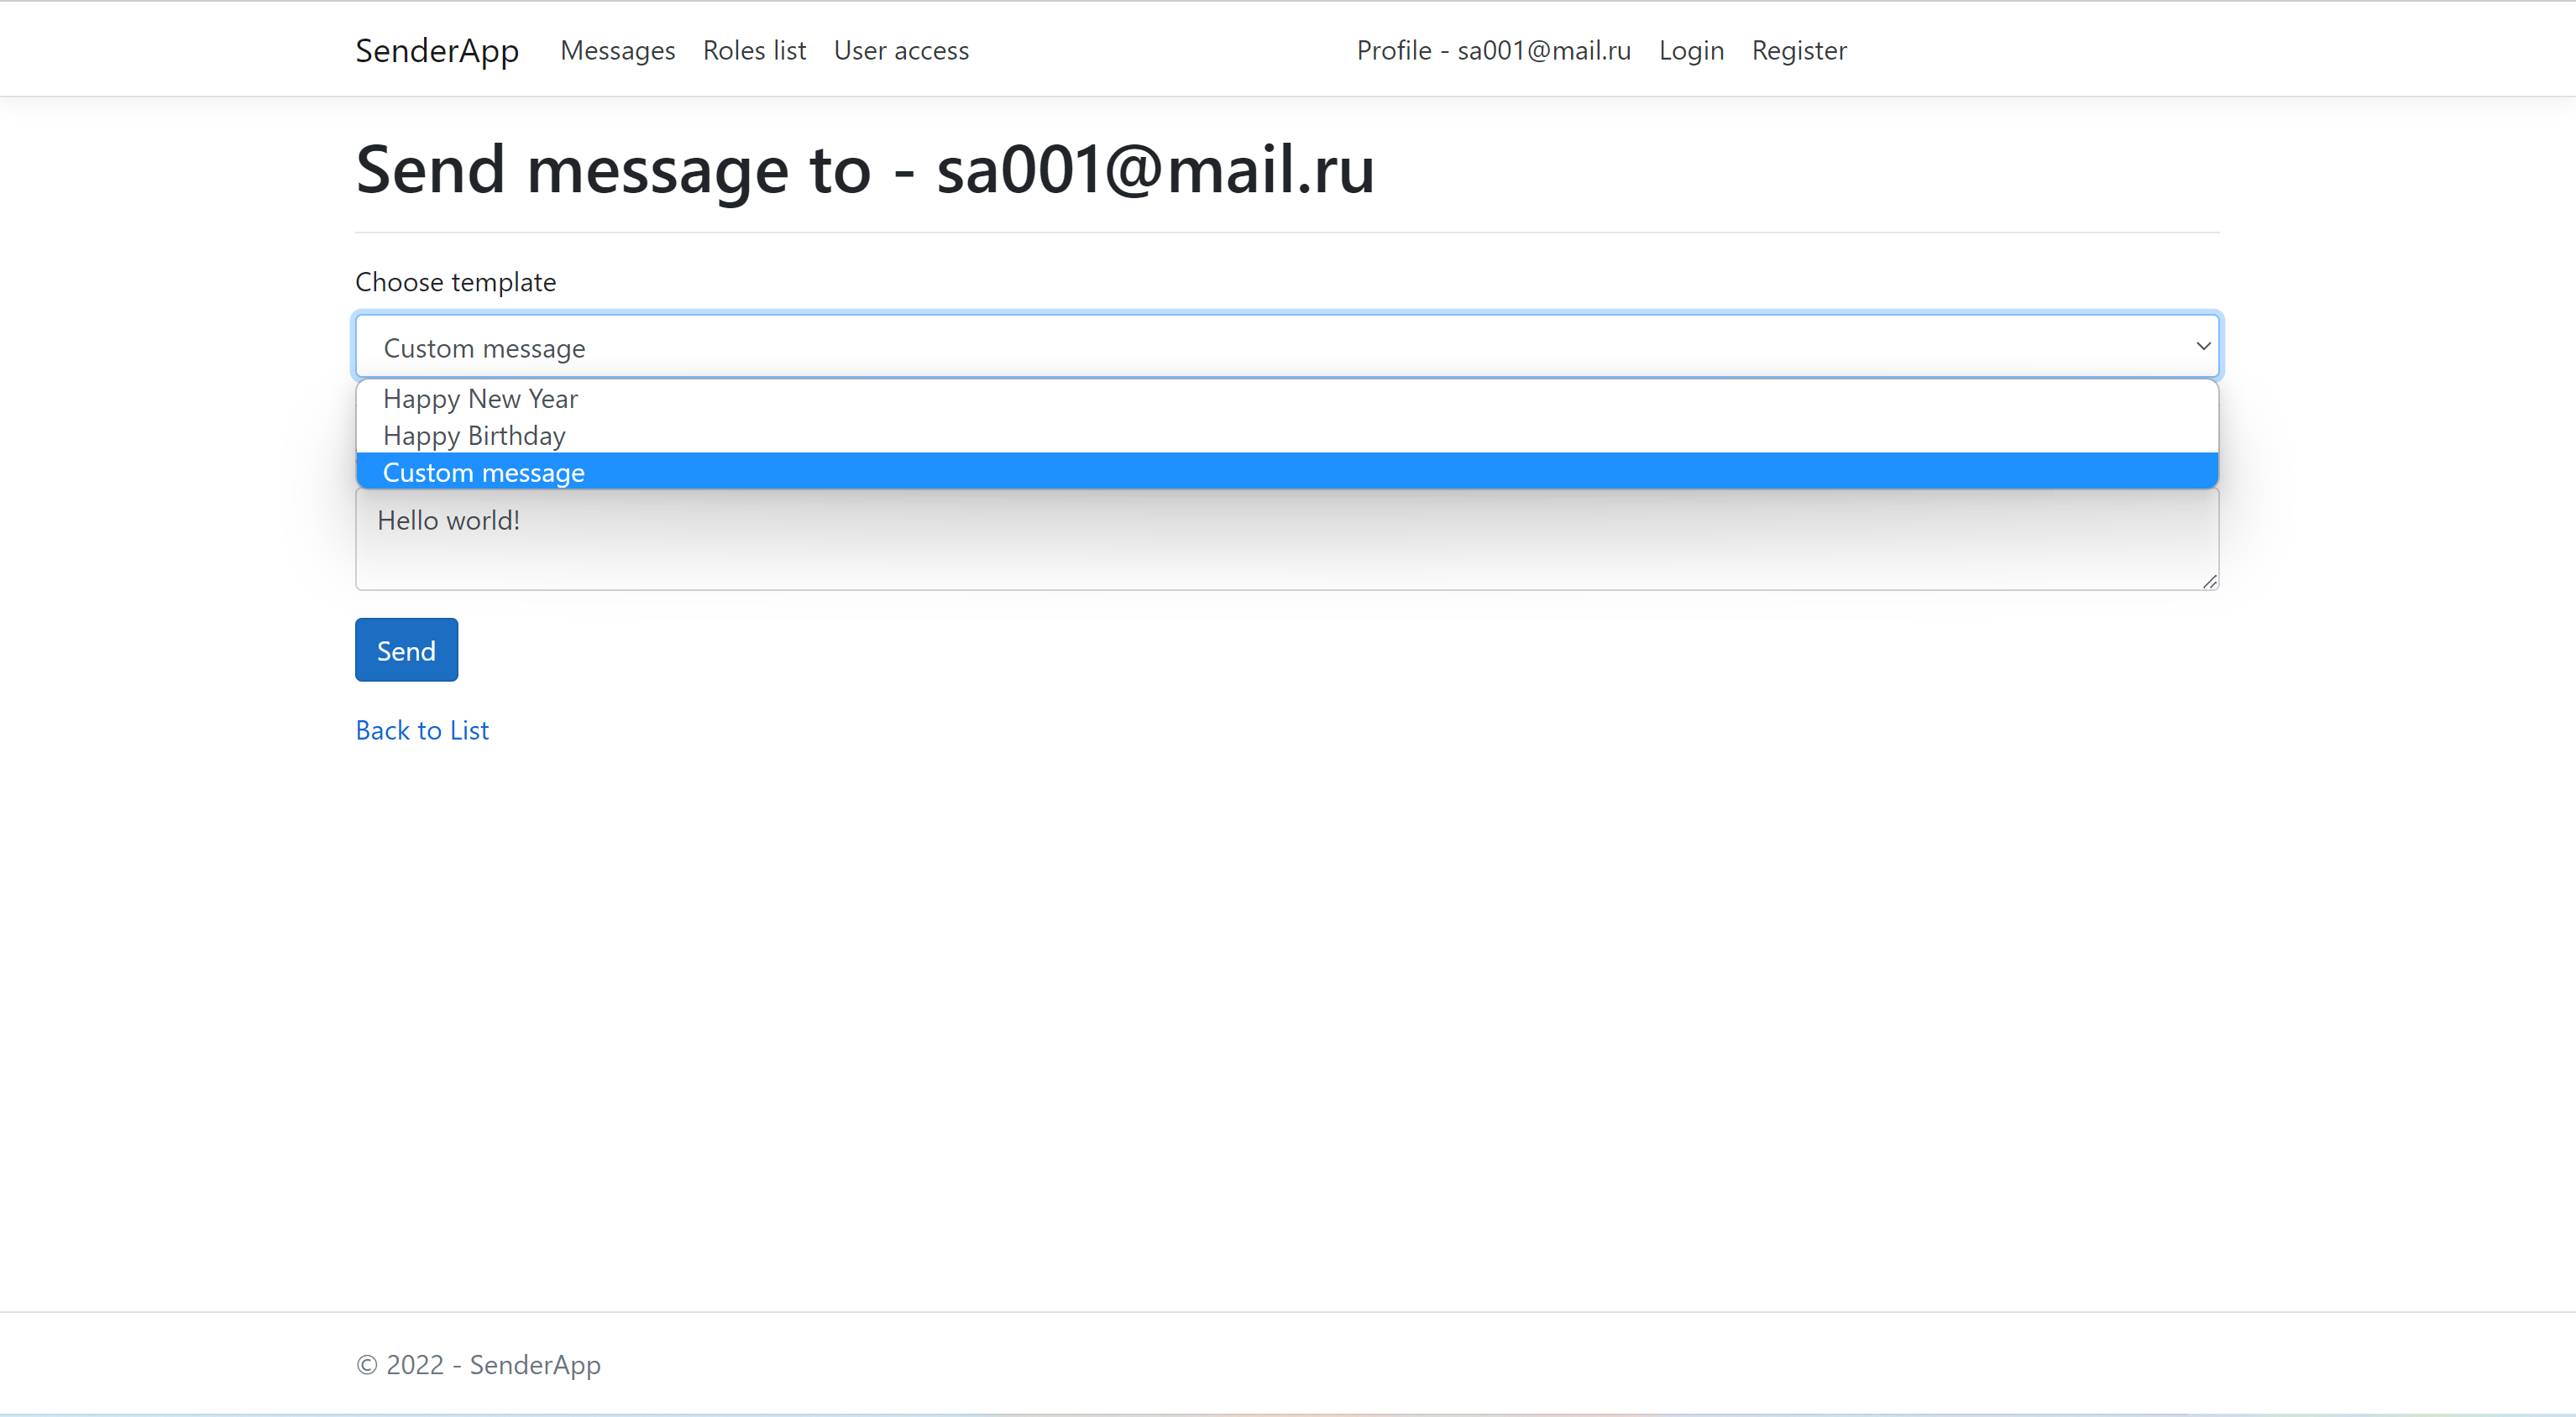 SenderApp Messages Roles list User access Profile - sa001@mail.ru Login Register
Send message to - sa001@mail.ru
Choose template
Custom message
Happy New Year
Happy Birthday
Custom message
Hello world!
Send
Back to List
© 2022 - SenderApp